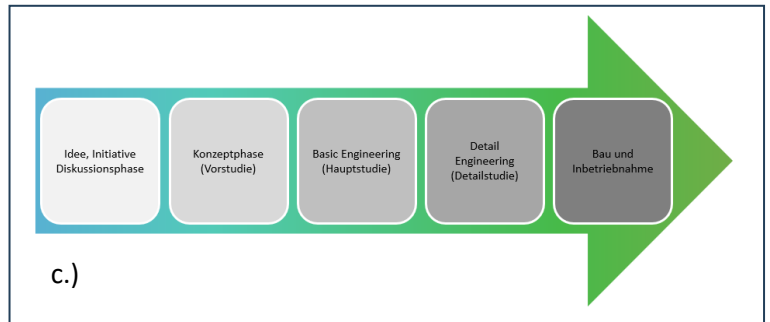 Idee, Initiative
Diskussionsphase
Konzeptphase
(Vorstudie)
Basic Engineering
(Hauptstudie)
Detail
Engineering
(Detailstudie)
Bau und
Inbetriebnahme
c.)